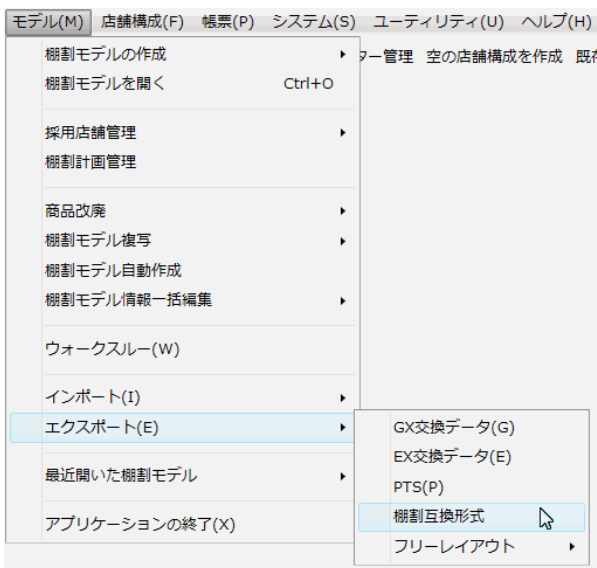 モデル(M) 店舗構成(F) 帳票(P) システム(S) ユーティリティ(U) ヘルプ(H)
ター管理 空の店舗構成を作成 既存
棚割モデルの作成
棚割モデルを開く Ctrl+O
採用店舗管理
棚割計画管理
商品改廃
棚割モデル複写
棚割モデル自動作成
棚割モデル情報一括編集
ウォークスルー(W)
インポート(I)
エクスポート(E)
最近開いた棚割モデル
アプリケーションの終了(X)
GX交換データ(G)
EX交換データ(E)
PTS(P)
棚割互換形式
フリーレイアウト